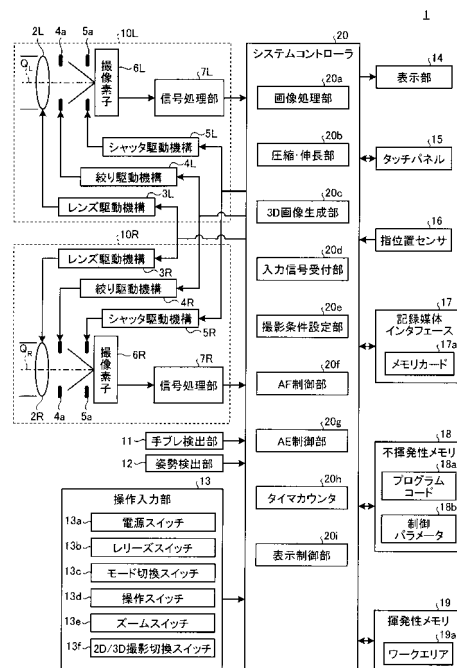 1
2L
4a
5a
10L
6L
Q L
撮像素子
7L
信号処理部
5L
シャッタ駆動機構
4L
絞り駆動機構
3L
レンズ駆動機構
10R
レンズ駆動機構
3R
絞り駆動機構
4R
シャッタ駆動機構
5R
Q R
撮像素子
6R
7R
信号処理部
2R
4a
5a
11
手ブレ検出部
12
姿勢検出部
13
操作入力部
13a
電源スイッチ
13b
レリーズスイッチ
13c
モード切換スイッチ
13d
操作スイッチ
13e
ズームスイッチ
13f
2D/3D撮影切換スイッチ
20
システムコントローラ
20a
画像処理部
20b
圧縮・伸長部
20c
3D画像生成部
20d
入力信号受付部
20e
撮影条件設定部
20f
AF制御部
20g
AE制御部
20h
タイマカウンタ
20i
表示制御部
14
表示部
15
タッチパネル
16
指位置センサ
17
記録媒体
インタフェース
17a
メモリカード
18
不揮発性メモリ
18a
プログラム
コード
18b
制御
パラメータ
19
揮発性メモリ
19a
ワークエリア